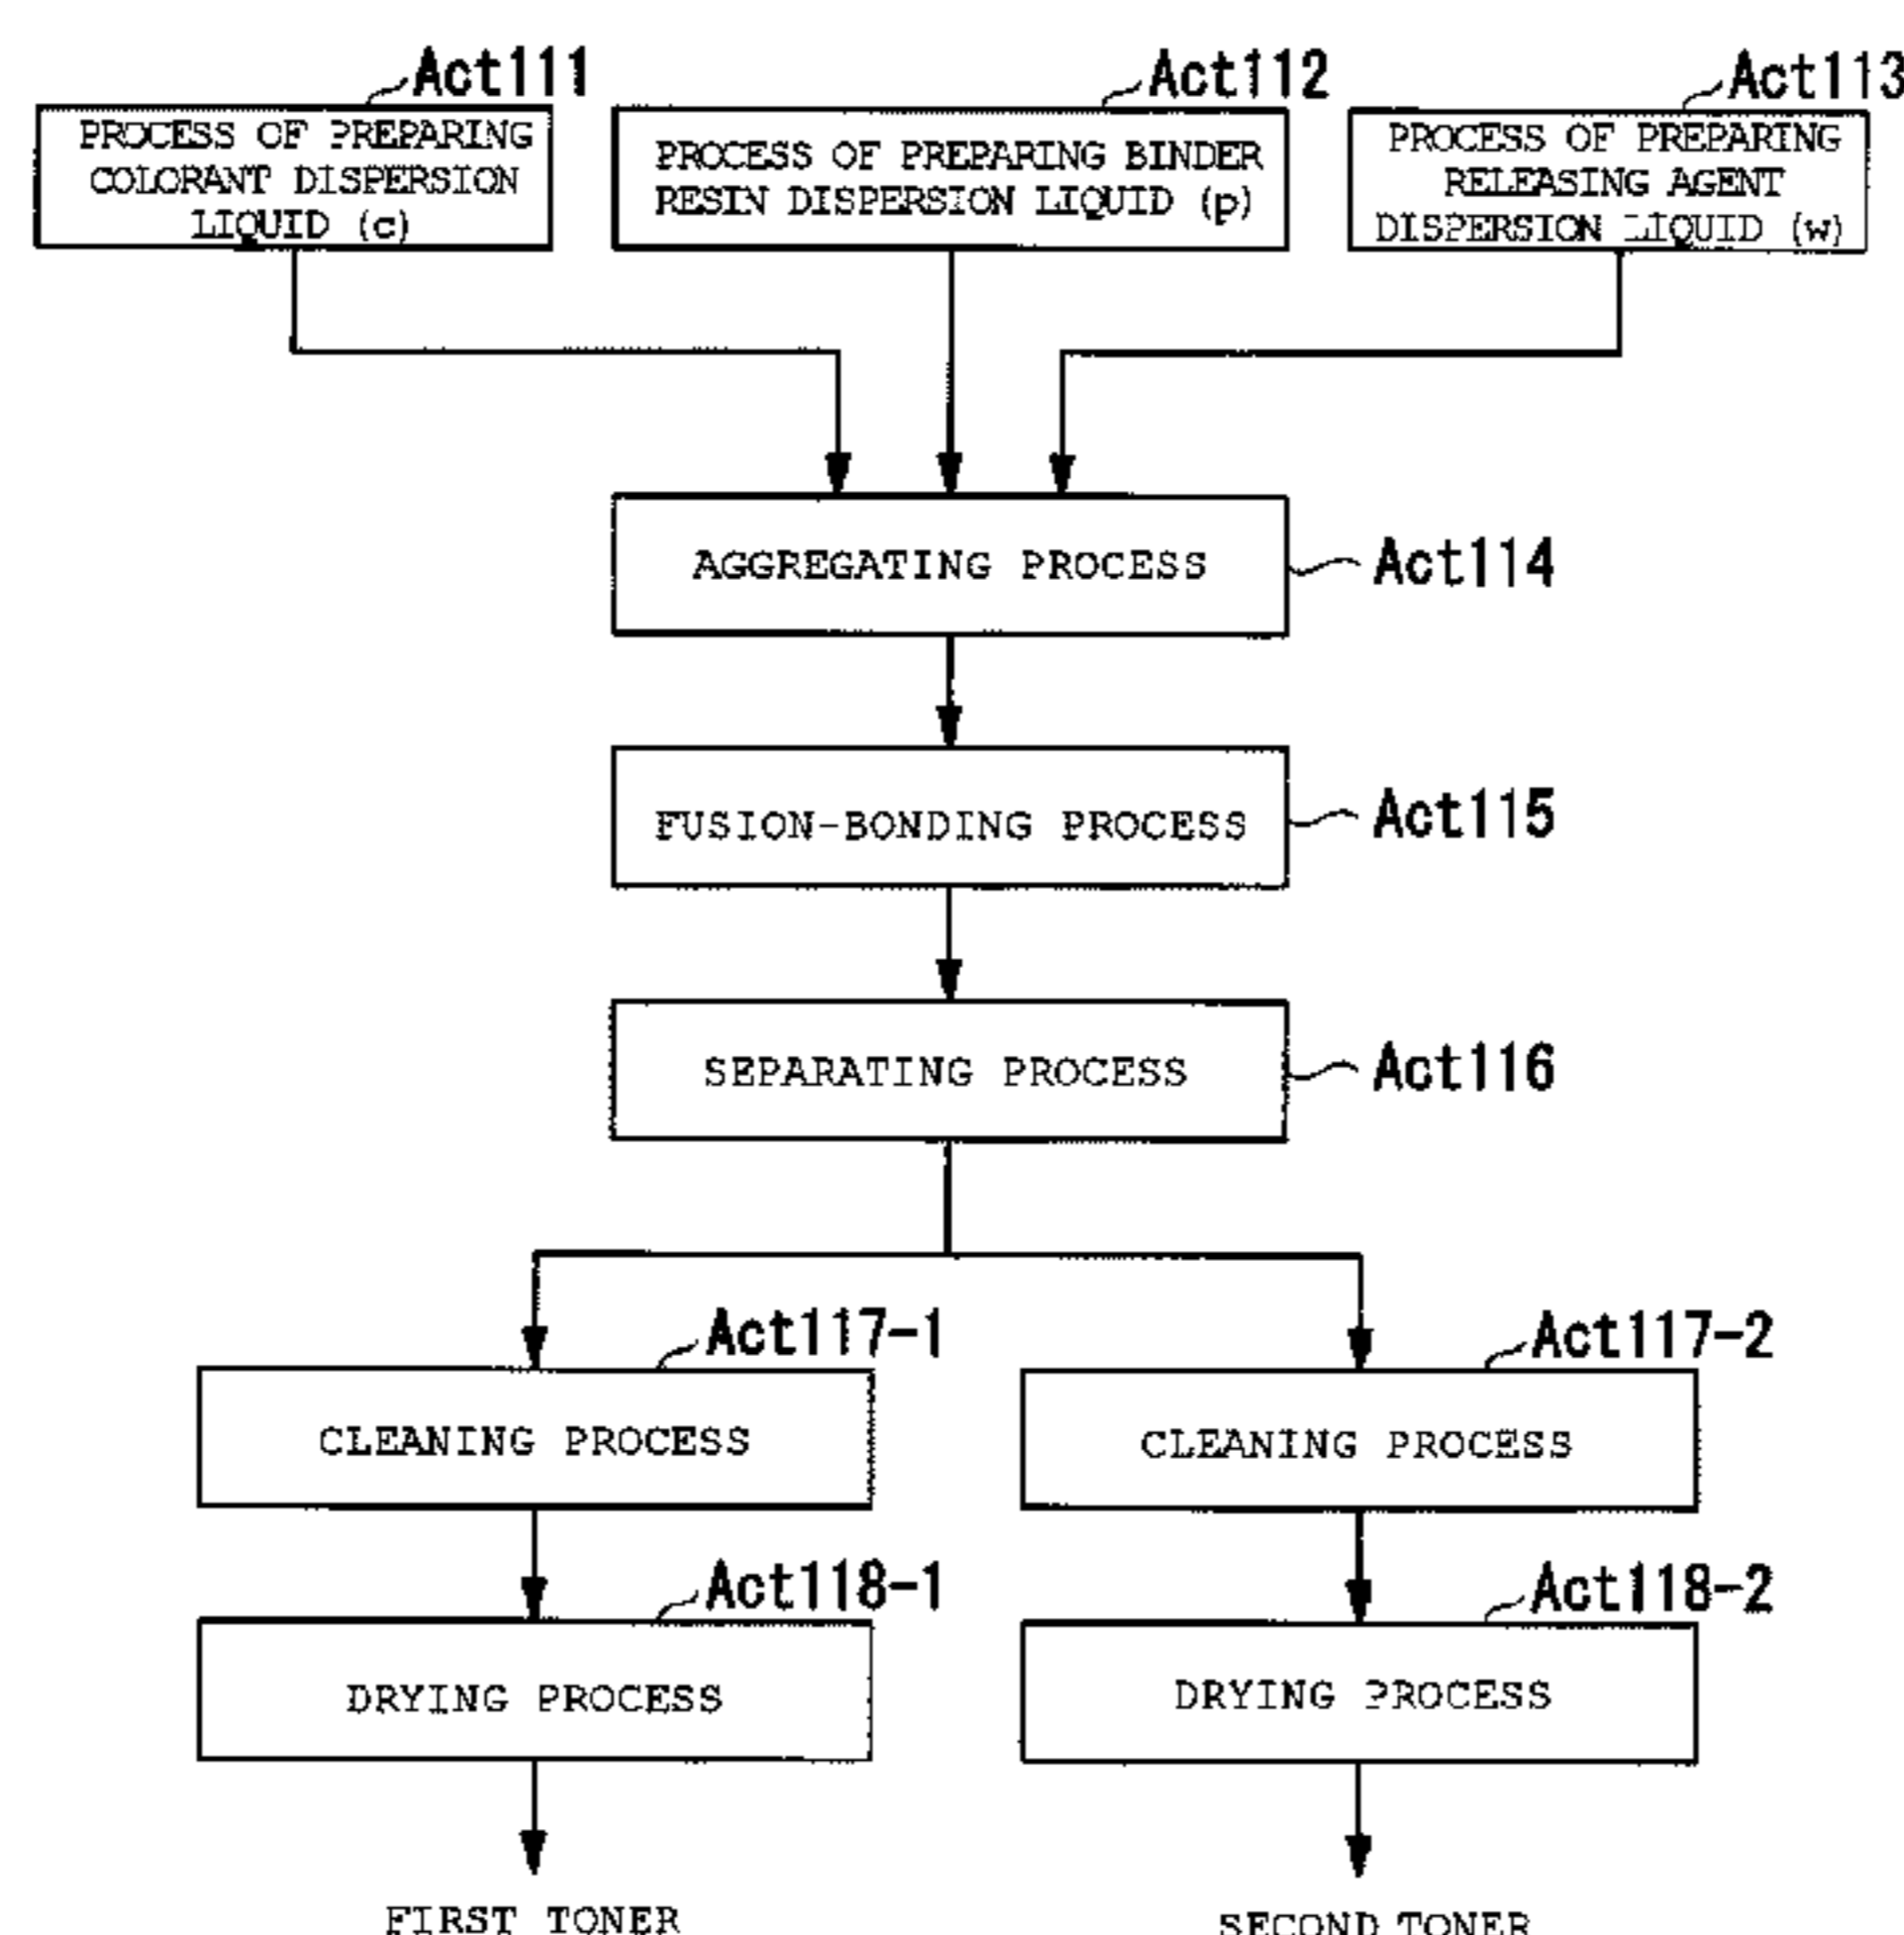 Act111
PROCESS OF PREPARING
COLORANT DISPERSION
LIQUID (c)
Act112
PROCESS OF PREPARING BINDER
RESIN DISPERSION LIQUID (p)
Act113
PROCESS OF PREPARING
RELEASING AGENT
DISPERSION LIQUID (w)
AGGREGATING PROCESS
Act114
FUSION-BONDING PROCESS
Act115
SEPARATING PROCESS
Act116
Act117-1
CLEANING PROCESS
Act117-2
CLEANING PROCESS
Act118-1
DRYING PROCESS
Act118-2
DRYING PROCESS
FIRST TONER
SECOND TONER